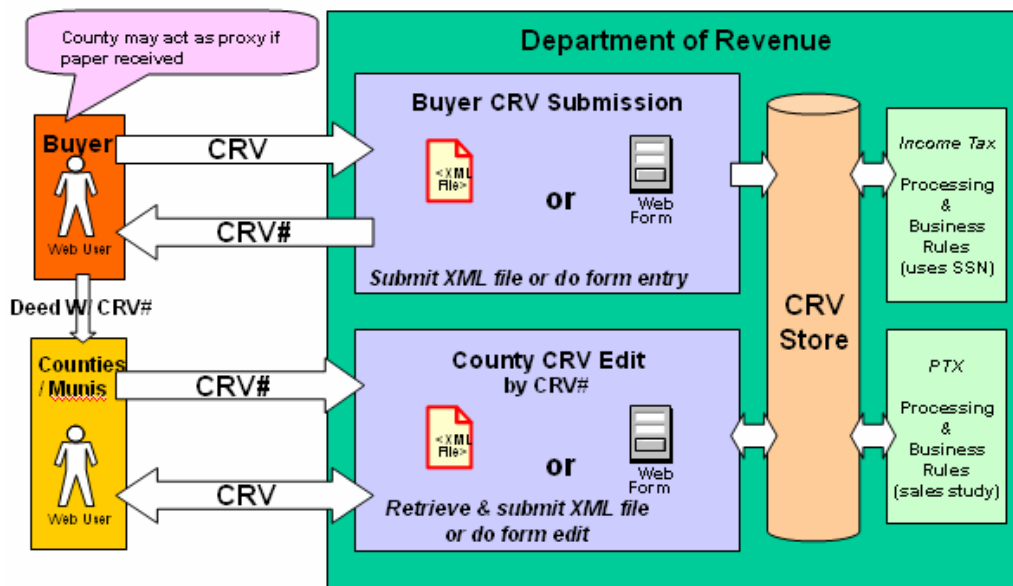 County may act as proxy if
paper received
Department of Revenue
Buyer
Web User
CRV
CRV#
Buyer CRV Submission
<XML
File>
or
Web
Form
Submit XML file or do form entry
Deed W/ CRV#
Counties
/ Munis
Web User
CRV#
CRV
County CRV Edit
by CRV#
<XML
File>
or
Web
Form
Retrieve & submit XML file
or do form edit
CRV
Store
Income Tax
Processing
&
Business
Rules
(uses SSN)
PTX
Processing
&
Business
Rules
(sales study)